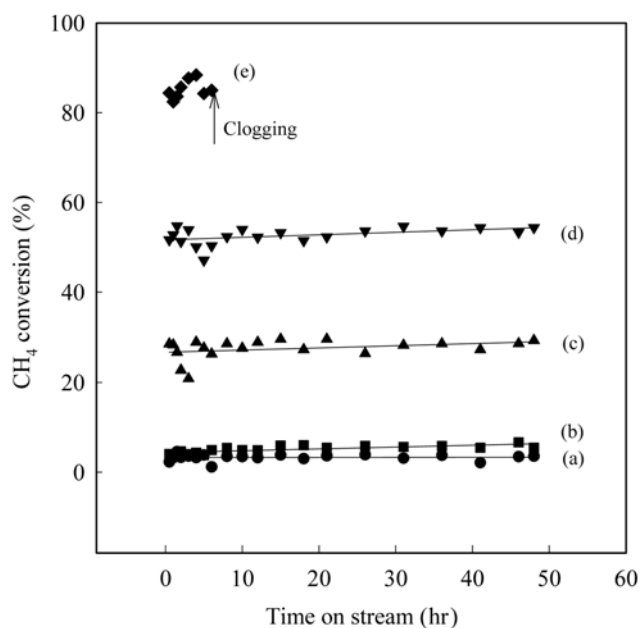 100
80
60
40
20
0
CH₄ conversion (%)
(e)
Clogging
(d)
(c)
(b)
(a)
0
10
20
30
40
50
60
Time on stream (hr)